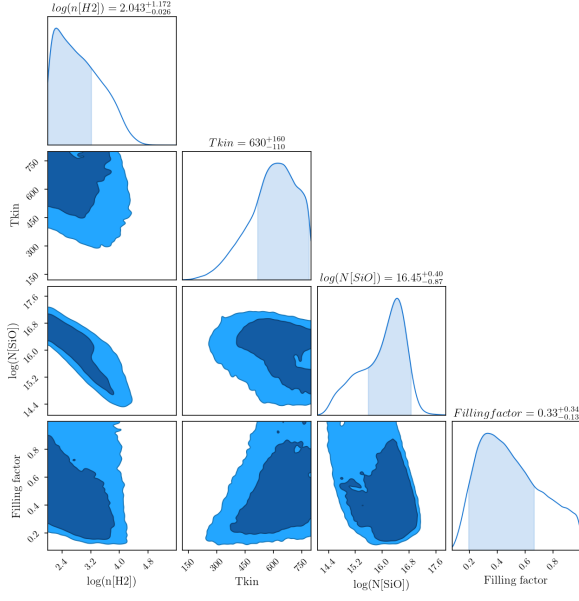 log(n[H2]) = 2.043+1.172 −0.026
Tkin = 630+160 −110
750
600
450
300
150
Tkin
log(N[SiO]) = 16.45+0.40 −0.87
17.6
16.8
16.0
15.2
14.4
log(N[SiO])
Filling factor = 0.33+0.34 −0.13
0.8
0.6
0.4
0.2
Filling factor
2.4 3.2 4.0 4.8
150 300 450 600 750
14.4 15.2 16.0 16.8 17.6
0.2 0.4 0.6 0.8
log(n[H2]) Tkin log(N[SiO]) Filling factor